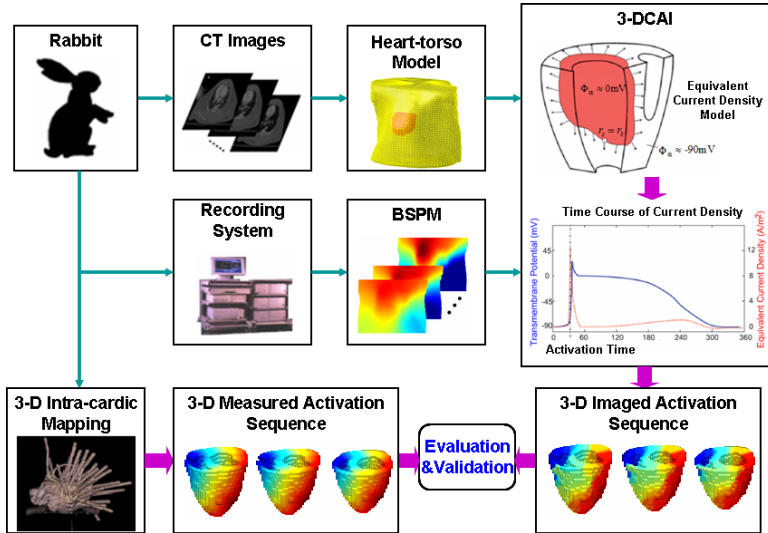 Rabbit
CT Images
Heart-torso
Model
3-DCAI
Φm ≈ 0mV
Equivalent
Current Density
Model
Φm ≈ -90mV
Recording
System
BSPM
Time Course of Current Density
Transmembrane Potential (mV)
45
0
-45
-90
12
8
4
0
Equivalent Current Density (A/m²)
0 60 120 180 240 300 360
Activation Time
3-D Intra-cardic
Mapping
3-D Measured Activation
Sequence
Evaluation
&Validation
3-D Imaged Activation
Sequence